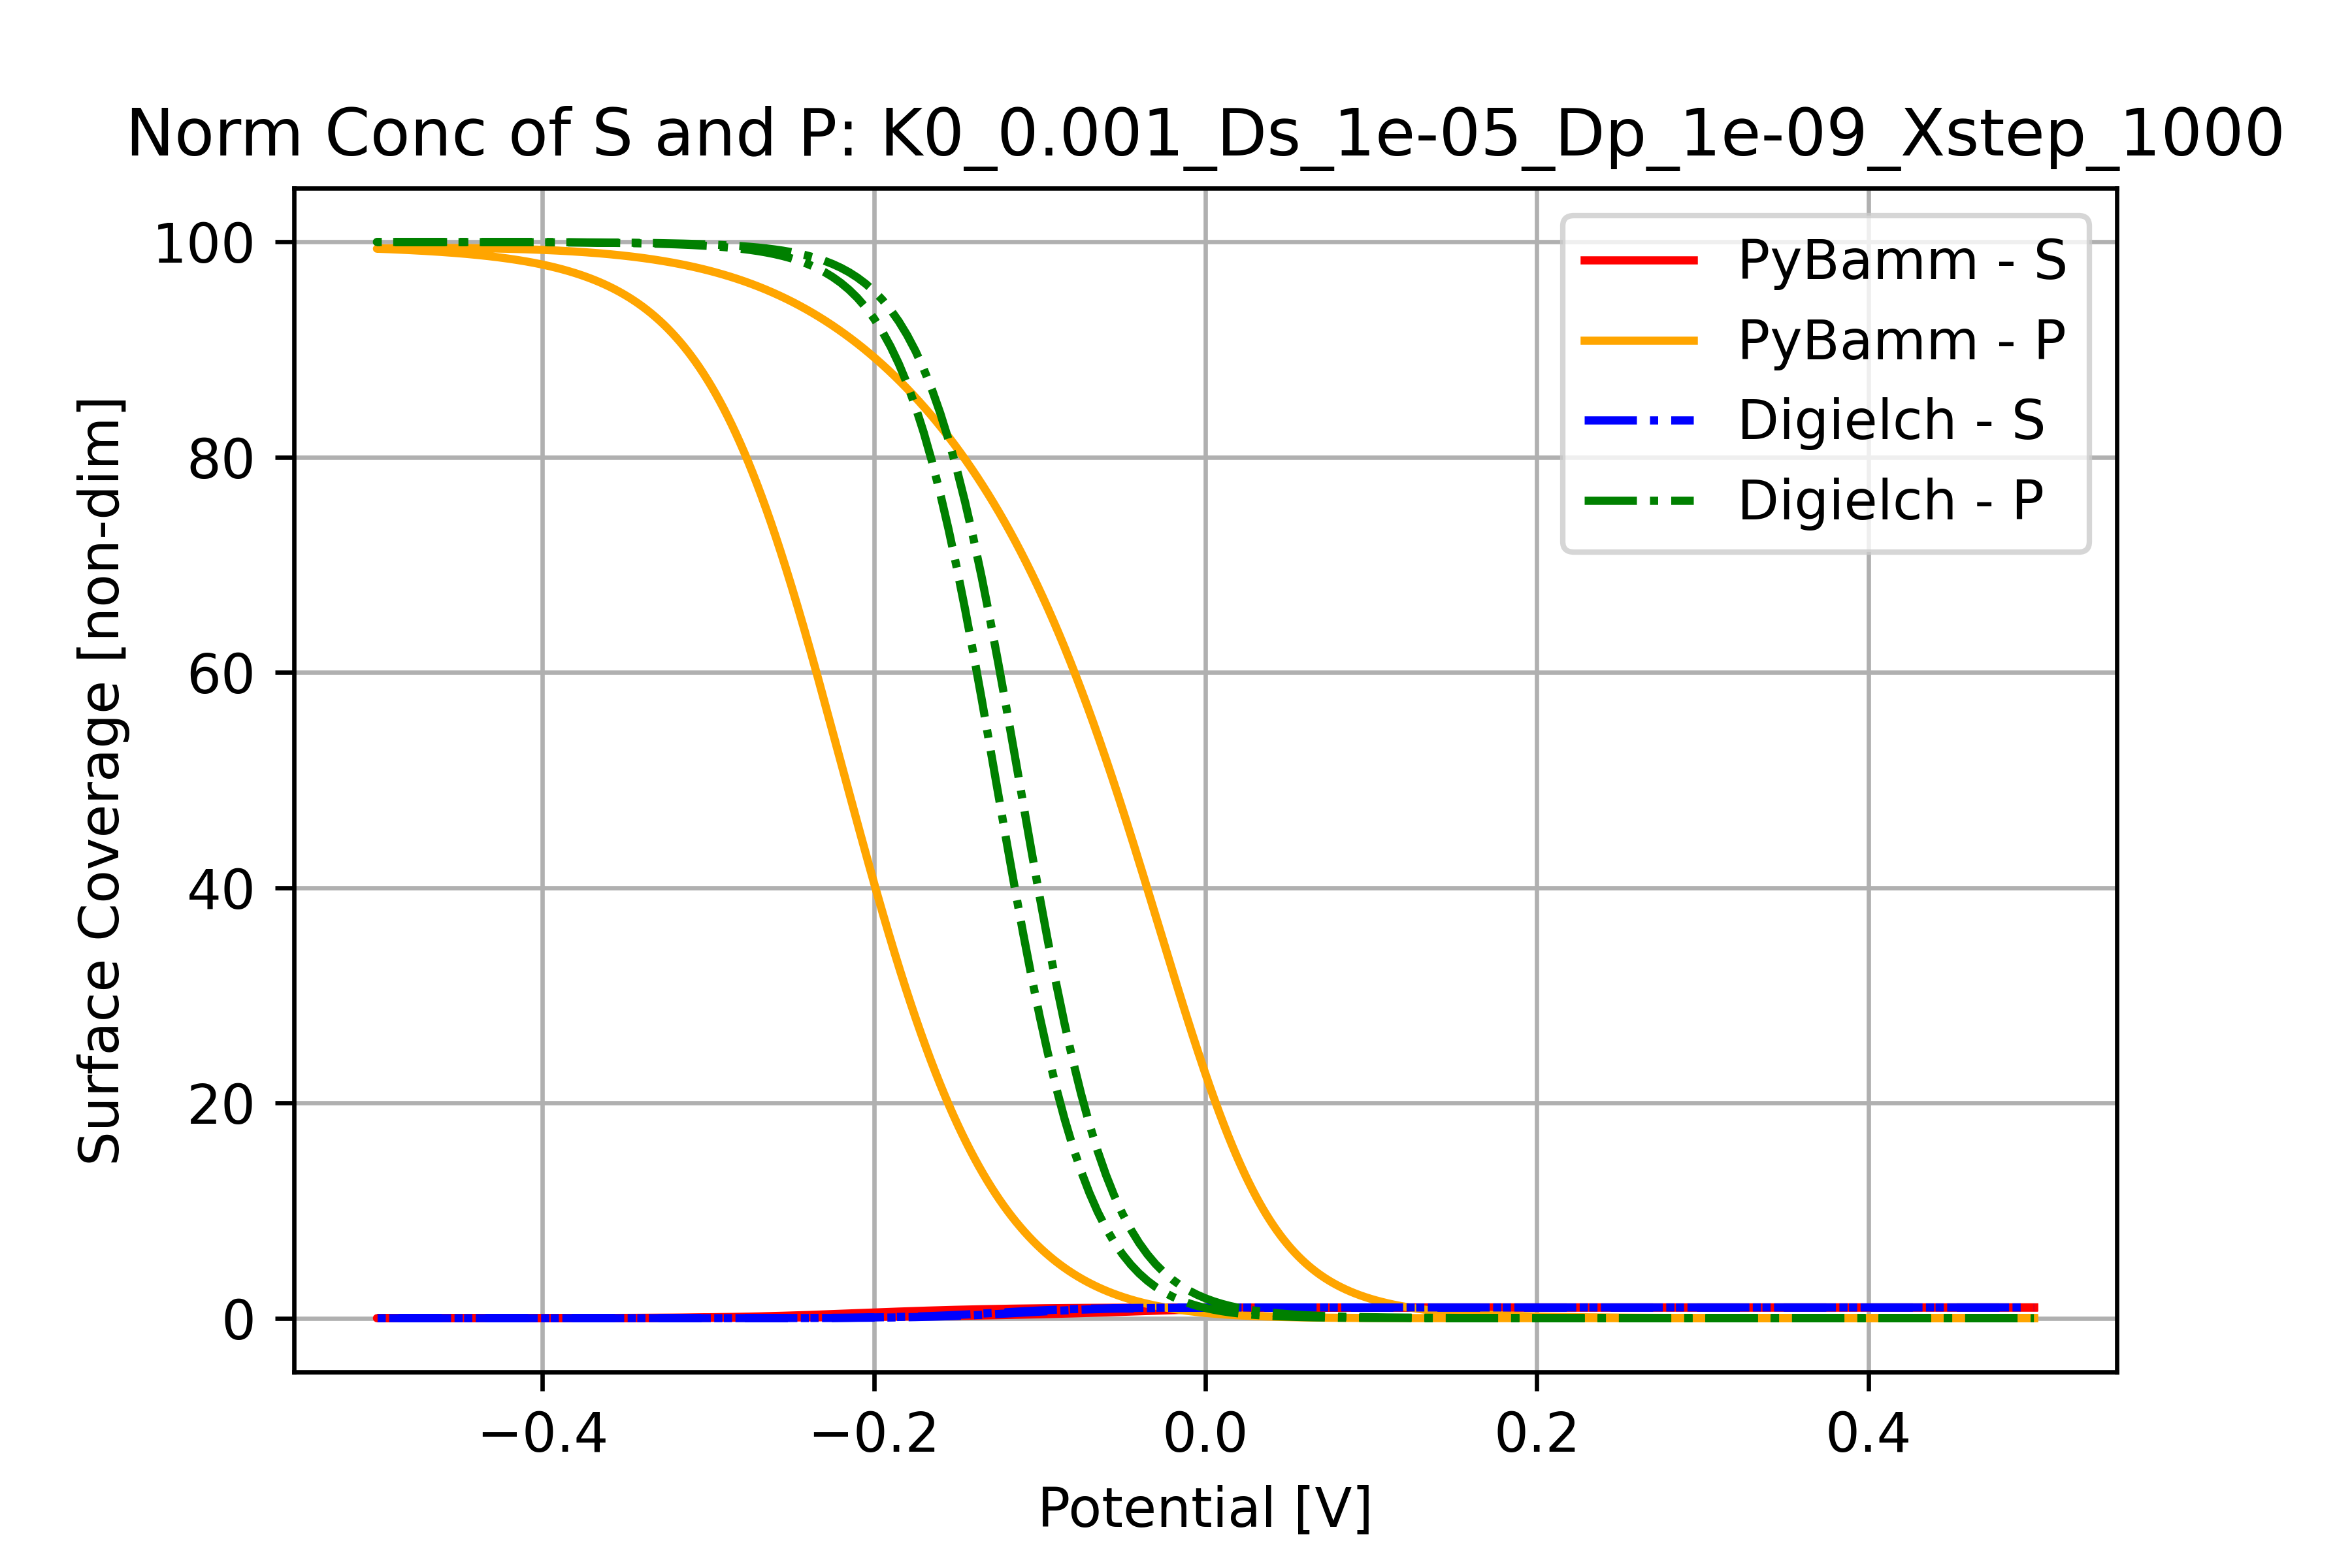 Norm Conc of S and P: K0_0.001_Ds_1e-05_Dp_1e-09_Xstep_1000
100
80
60
40
20
0
Surface Coverage [non-dim]
PyBamm - S
PyBamm - P
Digielch - S
Digielch - P
−0.4
−0.2
0.0
0.2
0.4
Potential [V]